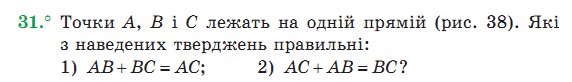 31.° Точки A, B і C лежать на одній прямій (рис. 38). Які
з наведених тверджень правильні:
1) AB + BC = AC; 2) AC + AB = BC?